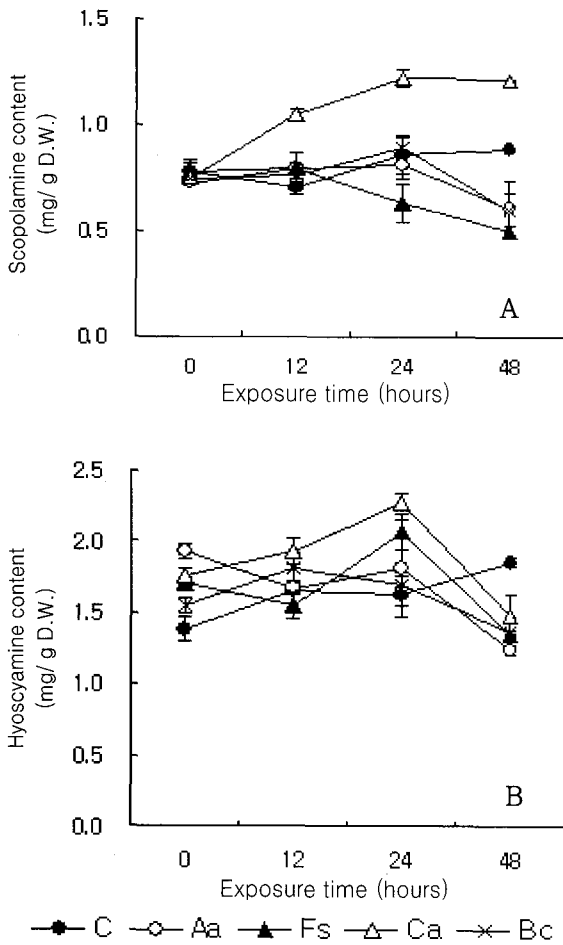 1.5
1.0
0.5
0.0
Scopolamine content
(mg/ g D.W.)
A
0 12 24 48
Exposure time (hours)
2.5
2.0
1.5
1.0
0.5
0.0
Hyoscyamine content
(mg/ g D.W.)
B
0 12 24 48
Exposure time (hours)
C Aa Fs Ca Bc